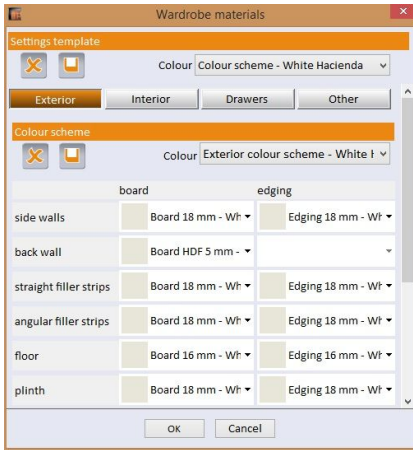 Wardrobe materials
Settings template
Colour Colour scheme - White Hacienda
Exterior Interior Drawers Other
Colour scheme
Colour Exterior colour scheme - White
board edging
side walls Board 18 mm - Wh Edging 18 mm - Wh
back wall Board HDF 5 mm -
straight filler strips Board 18 mm - Wh Edging 18 mm - Wh
angular filler strips Board 18 mm - Wh Edging 18 mm - Wh
floor Board 16 mm - Wh Edging 16 mm - Wh
plinth Board 18 mm - Wh Edging 18 mm - Wh
OK Cancel